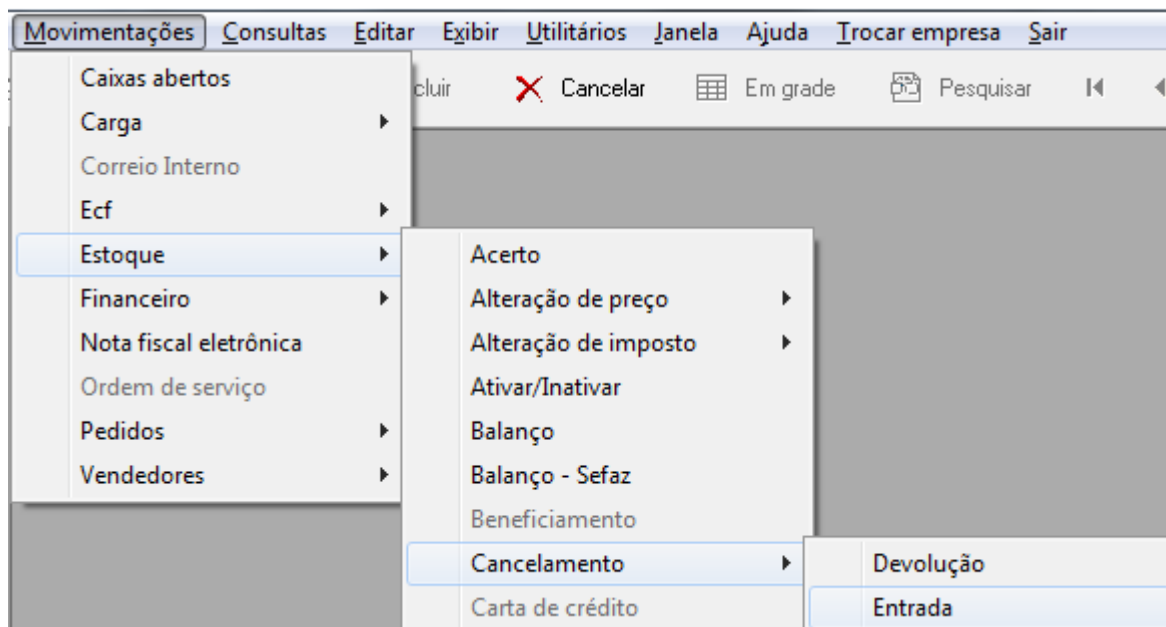 Movimentações Consultas Editar Exibir Utilitários Janela Ajuda Trocar empresa Sair
cluir Cancelar Em grade Pesquisar
Caixas abertos
Carga
Correio Interno
Ecf
Estoque
Financeiro
Nota fiscal eletrônica
Ordem de serviço
Pedidos
Vendedores
Acerto
Alteração de preço
Alteração de imposto
Ativar/Inativar
Balanço
Balanço - Sefaz
Beneficiamento
Cancelamento
Carta de crédito
Devolução
Entrada